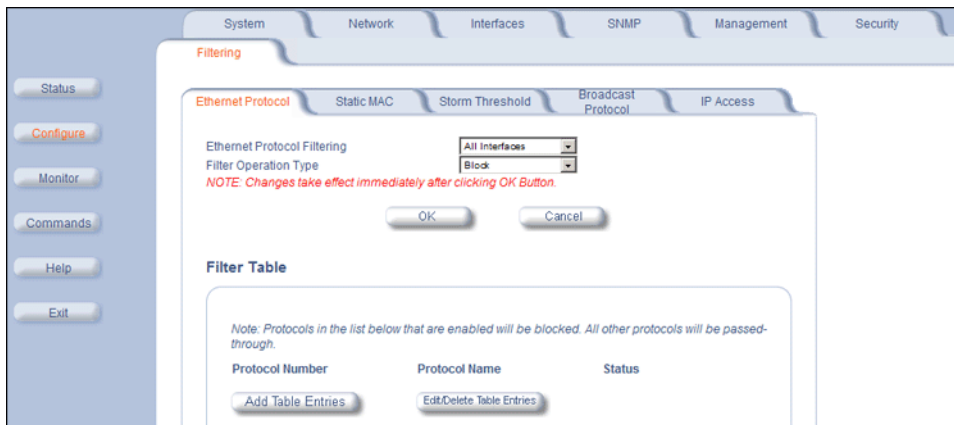 System Network Interfaces SNMP Management Security
Filtering
Status
Configure
Monitor
Commands
Help
Exit
Ethernet Protocol Static MAC Storm Threshold Broadcast Protocol IP Access
Ethernet Protocol Filtering All Interfaces
Filter Operation Type Block
NOTE: Changes take effect immediately after clicking OK Button.
OK Cancel
Filter Table
Note: Protocols in the list below that are enabled will be blocked. All other protocols will be passed-
through.
Protocol Number Protocol Name Status
Add Table Entries Edit/Delete Table Entries